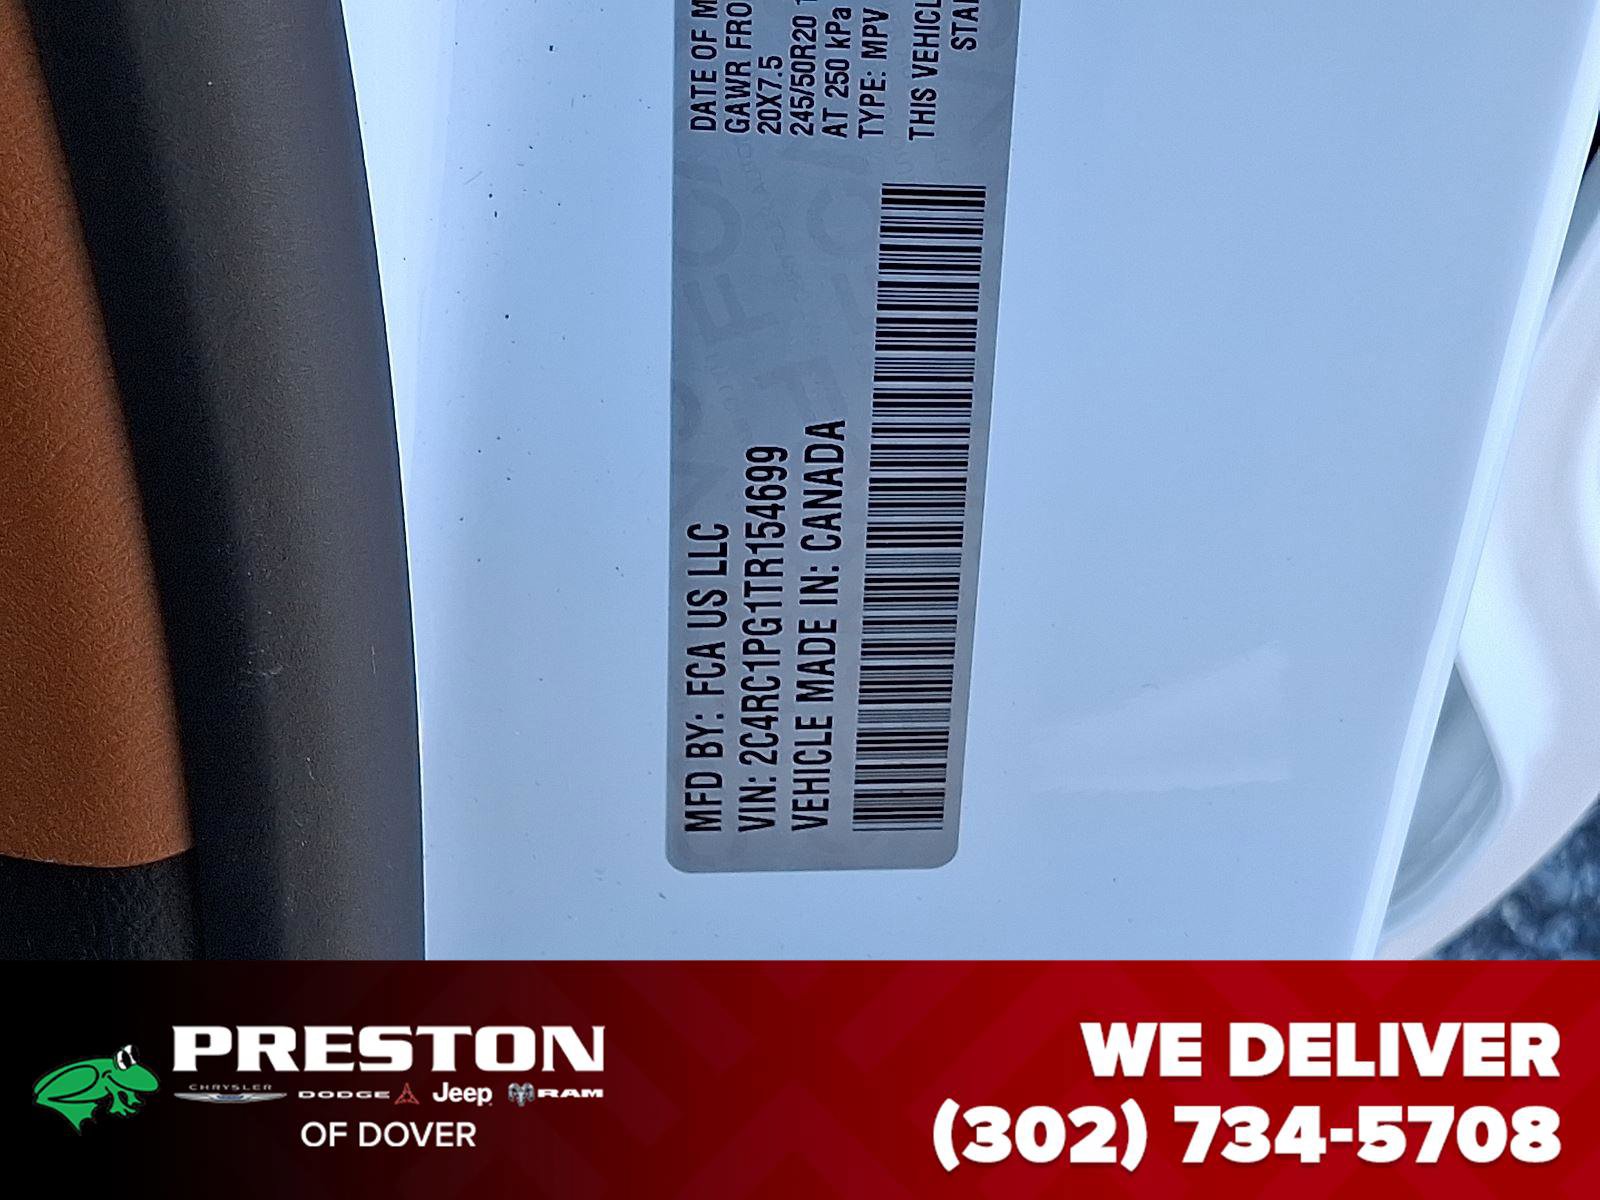 MFD BY: FCA US LLC
VIN: 2C4RC1PG1TR154699
VEHICLE MADE IN: CANADA
DATE OF M
GAWR FRO
20X7.5
245/50R20 1
AT 250 kPa
TYPE: MPV
THIS VEHICL
STAN
PRESTON
CHRYSLER DODGE Jeep RAM
OF DOVER
WE DELIVER
(302) 734-5708